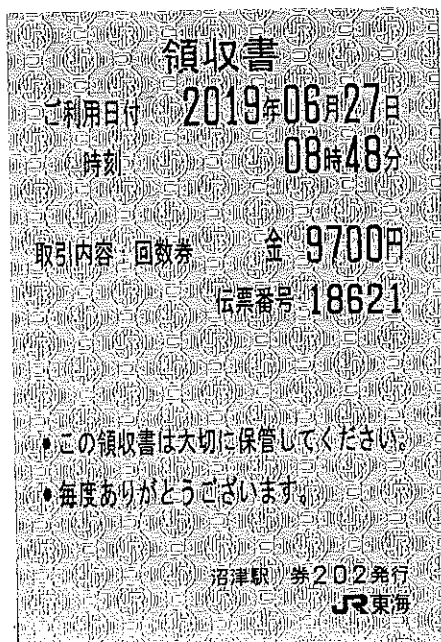 領収書
ご利用日付 2019年06月27日
時刻 08時48分
取引内容:回数券 金 9700円
伝票番号 18621
•この領収書は大切に保管してください。
•毎度ありがとうございます。
沼津駅 券202発行
JR東海